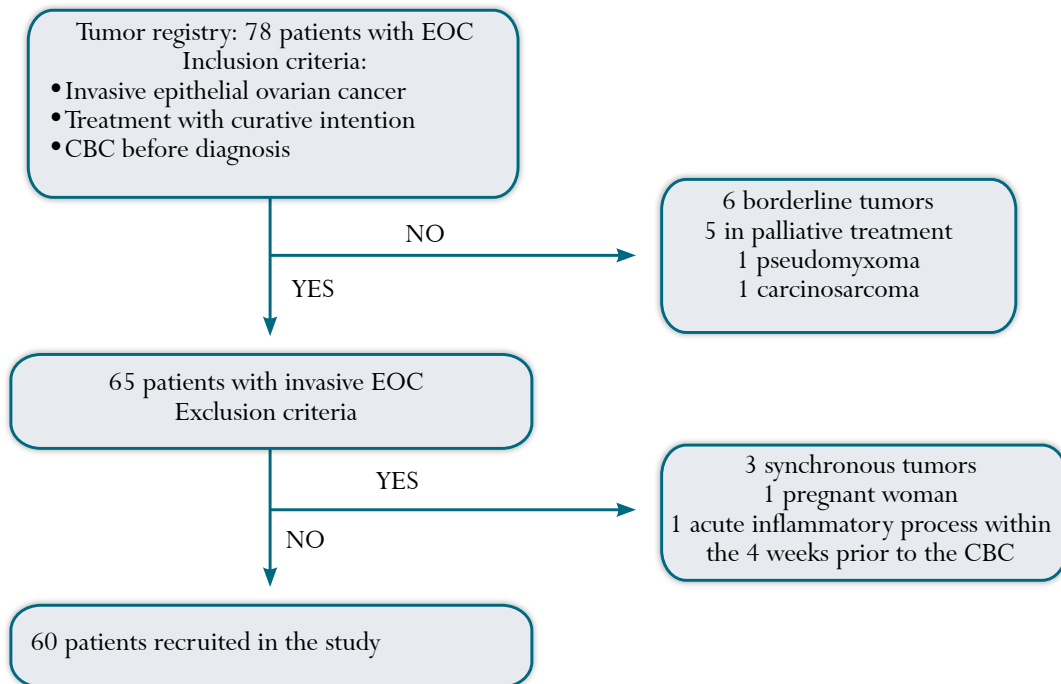 Tumor registry: 78 patients with EOC
Inclusion criteria:
• Invasive epithelial ovarian cancer
• Treatment with curative intention
• CBC before diagnosis
NO
6 borderline tumors
5 in palliative treatment
1 pseudomyxoma
1 carcinosarcoma
YES
65 patients with invasive EOC
Exclusion criteria
YES
3 synchronous tumors
1 pregnant woman
1 acute inflammatory process within
the 4 weeks prior to the CBC
NO
60 patients recruited in the study